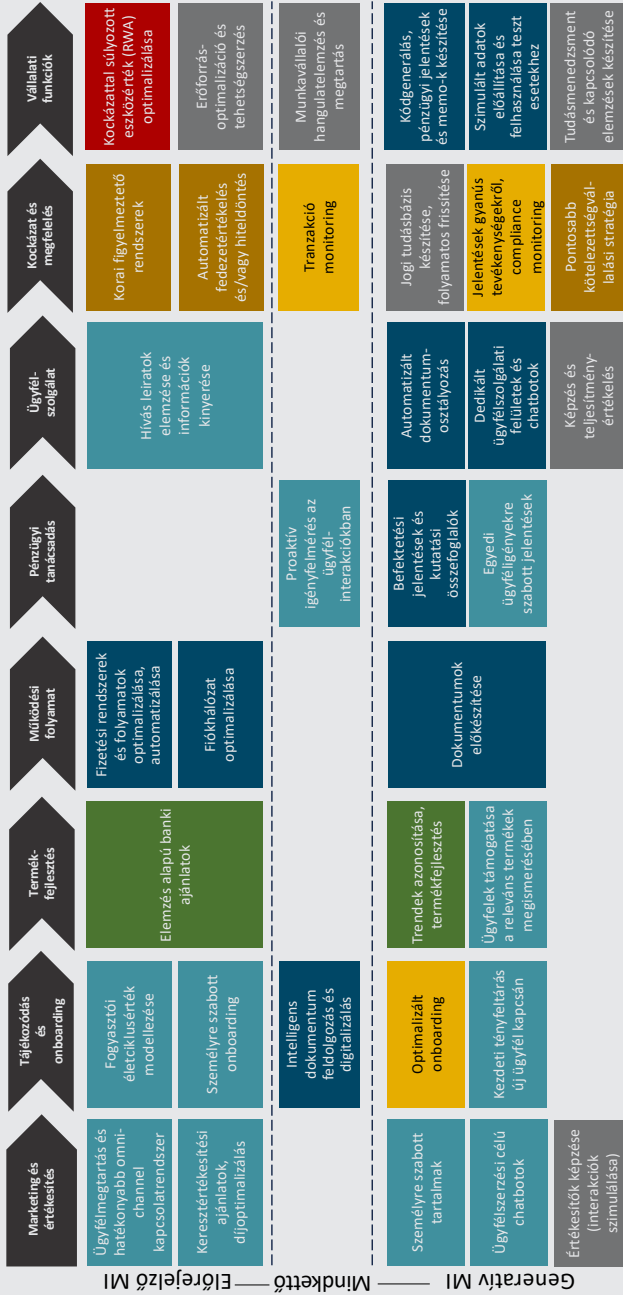 Marketing és
értékesítés
Tájékozódás
és
onboarding
Termék-
fejlesztés
Működési
folyamat
Pénzügyi
tanácsadás
Ügyfél-
szolgálat
Kockázat és
megfelelés
Vállalati
funkciók
Előrejelző MI
Ügyfélmegtartás és
hatékonyabb omni-
channel
kapcsolatrendszer
Keresztértékesítési
ajánlatok,
díjoptimalizálás
Fogyasztói
életciklusérték
modellezése
Személyre szabott
onboarding
Elemzés alapú banki
ajánlatok
Fizetési rendszerek
és folyamatok
optimalizálása,
automatizálása
Fiókhálózat
optimalizálása
Hívás leiratok
elemzése és
információk
kinyerése
Korai figyelmeztető
rendszerek
Automatizált
fedezetértékelés
és/vagy hiteldöntés
Kockázattal súlyozott
eszközérték (RWA)
optimalizálása
Erőforrás-
optimalizáció és
tehetségszerzés
Mindkettő
Intelligens
dokumentum
feldolgozás és
digitalizálás
Proaktív
igényfelmérés az
ügyfél-
interakciókban
Tranzakció
monitoring
Munkavállalói
hangulatelemzés és
megtartás
Generatív MI
Személyre szabott
tartalmak
Ügyfélszerzési célú
chatbotok
Értékesítők képzése
(interakciók
szimulálása)
Optimalizált
onboarding
Kezdeti tényfeltárás
új ügyfél kapcsán
Trendek azonosítása,
termékfejlesztés
Ügyfelek támogatása
a releváns termékek
megismerésében
Dokumentumok
előkészítése
Befektetési
jelentések és
kutatási
összefoglalók
Egyedi
ügyféligényekre
szabott jelentések
Automatizált
dokumentum-
osztályozás
Dedikált
ügyfélszolgálati
felületek és
chatbotok
Képzés és
teljesítmény-
értékelés
Jogi tudásbázis
készítése,
folyamatos frissítése
Jelentések gyanús
tevékenységekről,
compliance
monitoring
Pontosabb
kötelezettségvál-
lalási stratégia
Kódgenerálás,
pénzügyi jelentések
és memo-k készítése
Szimulált adatok
előállítása és
felhasználása teszt
esetekhez
Tudásmenedzsment
és kapcsolódó
elemzések készítése